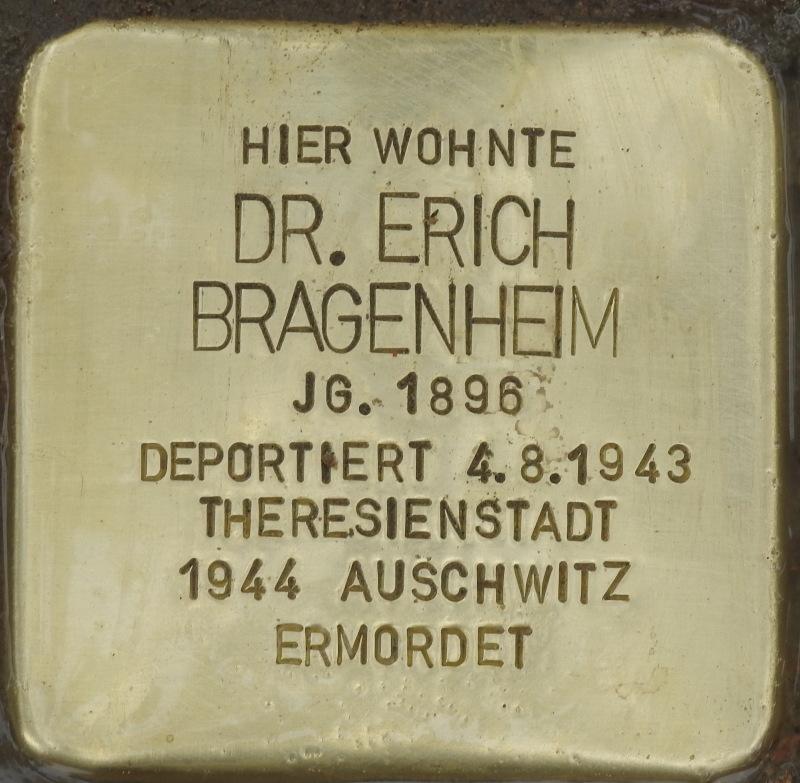 HIER WOHNTE
DR. ERICH
BRAGENHEIM
JG. 1896
DEPORTIERT 4.8.1943
THERESIENSTADT
1944 AUSCHWITZ
ERMORDET